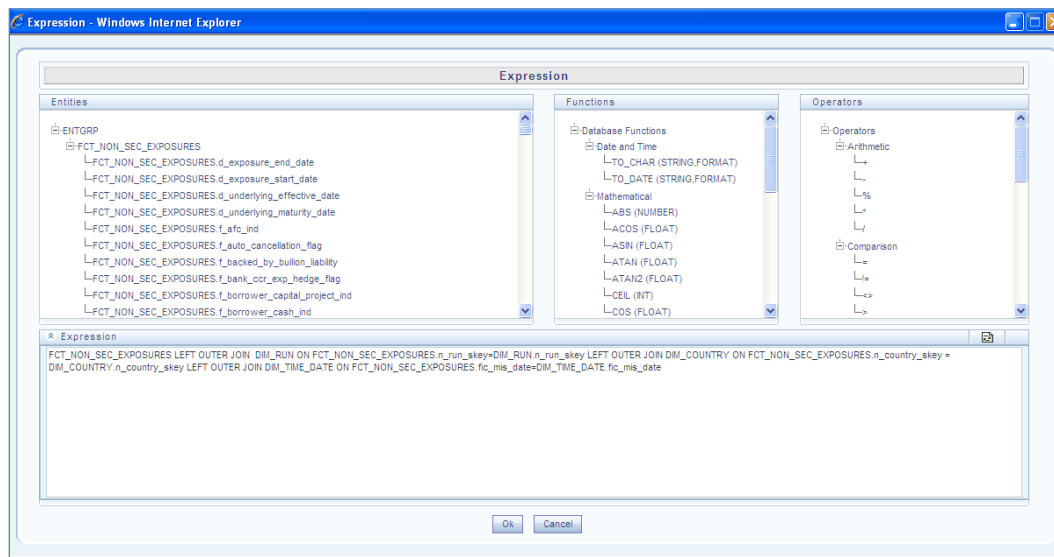 Expression - Windows Internet Explorer
Expression
Entities
ENTGRP
FCT_NON_SEC_EXPOSURES
FCT_NON_SEC_EXPOSURES.d_exposure_end_date
FCT_NON_SEC_EXPOSURES.d_exposure_start_date
FCT_NON_SEC_EXPOSURES.d_underlying_effective_date
FCT_NON_SEC_EXPOSURES.d_underlying_maturity_date
FCT_NON_SEC_EXPOSURES.f_afc_ind
FCT_NON_SEC_EXPOSURES.f_auto_cancellation_flag
FCT_NON_SEC_EXPOSURES.f_backed_by_bullion_liability
FCT_NON_SEC_EXPOSURES.f_bank_ccr_exp_hedge_flag
FCT_NON_SEC_EXPOSURES.f_borrower_capital_project_ind
FCT_NON_SEC_EXPOSURES.f_borrower_cash_ind
Functions
Database Functions
Date and Time
TO_CHAR (STRING,FORMAT)
TO_DATE (STRING,FORMAT)
Mathematical
ABS (NUMBER)
ACOS (FLOAT)
ASIN (FLOAT)
ATAN (FLOAT)
ATAN2 (FLOAT)
CEIL (INT)
COS (FLOAT)
Operators
Operators
Arithmetic
+
-
%
*
/
Comparison
=
!=
<>
>
Expression
FCT_NON_SEC_EXPOSURES LEFT OUTER JOIN  DIM_RUN ON FCT_NON_SEC_EXPOSURES.n_run_skey=DIM_RUN.n_run_skey LEFT OUTER JOIN DIM_COUNTRY ON FCT_NON_SEC_EXPOSURES.n_country_skey =
DIM_COUNTRY.n_country_skey LEFT OUTER JOIN DIM_TIME_DATE ON FCT_NON_SEC_EXPOSURES.fic_mis_date=DIM_TIME_DATE.fic_mis_date
Ok
Cancel